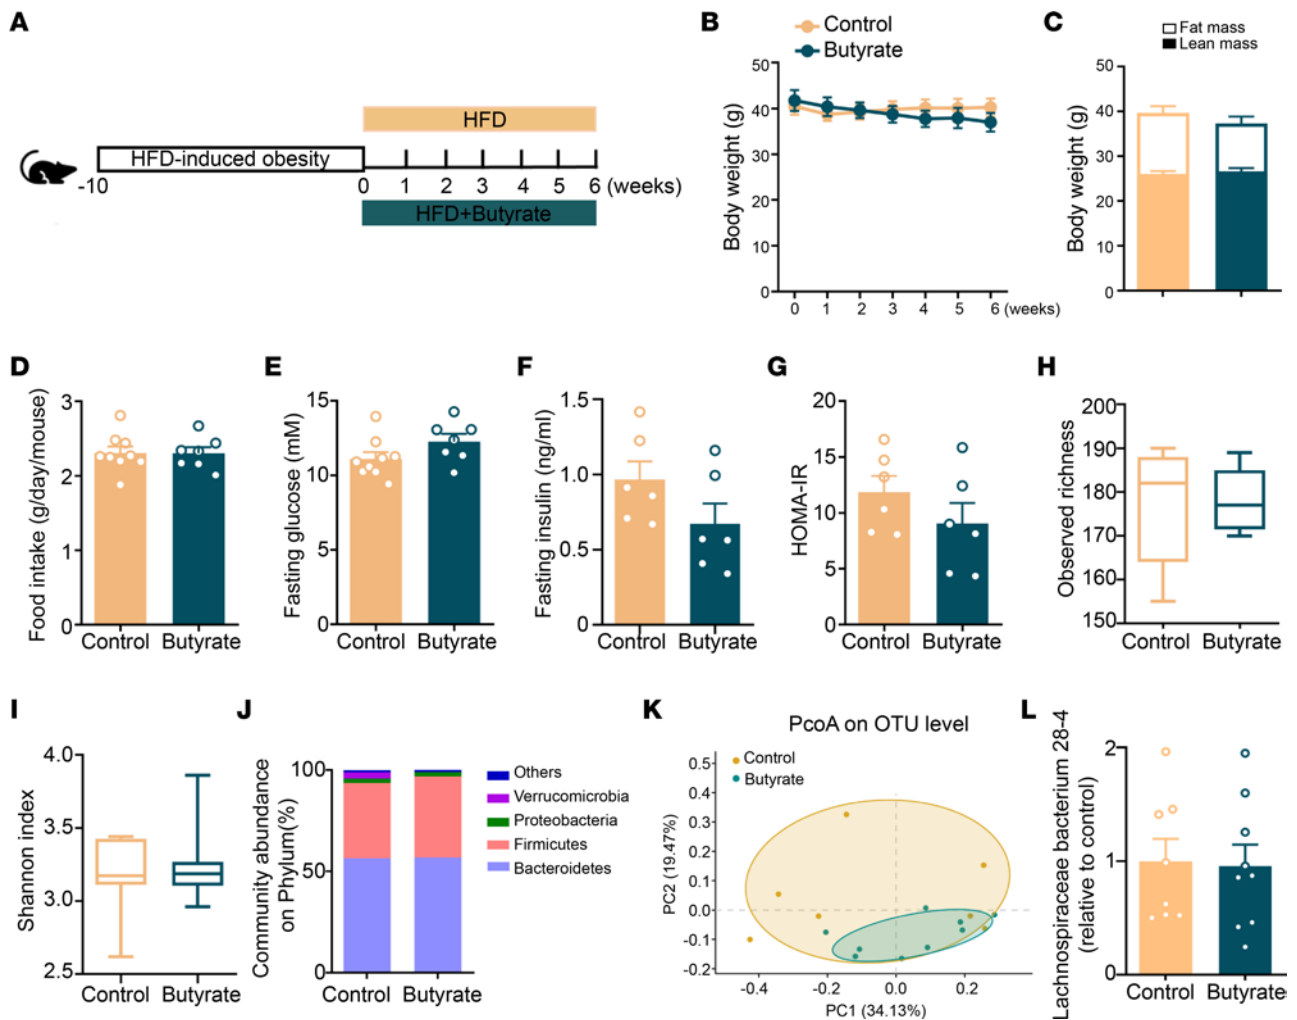 A
HFD
HFD-induced obesity
-10 0 1 2 3 4 5 6 (weeks)
HFD+Butyrate
B
Control
Butyrate
Body weight (g)
50
40
30
20
10
0
0 1 2 3 4 5 6 (weeks)
C
Fat mass
Lean mass
Body weight (g)
50
40
30
20
10
0
D
Food intake (g/day/mouse)
3
2
1
0
Control Butyrate
E
Fasting glucose (mM)
15
10
5
0
Control Butyrate
F
Fasting insulin (ng/ml)
1.5
1.0
0.5
0
Control Butyrate
G
HOMA-IR
20
15
10
5
0
Control Butyrate
H
Observed richness
200
190
180
170
160
150
Control Butyrate
I
Shannon index
4.0
3.5
3.0
2.5
Control Butyrate
J
Community abundance
on Phylum(%)
100
50
0
Control Butyrate
Others
Verrucomicrobia
Proteobacteria
Firmicutes
Bacteroidetes
K
PcoA on OTU level
Control
Butyrate
PC2 (19.47%)
0.5
0.4
0.3
0.2
0.1
0.0
-0.1
-0.2
-0.4 -0.2 0.0 0.2
PC1 (34.13%)
L
Lachnospiraceae bacterium 28-4
(relative to control)
2
1
0
Control Butyrate